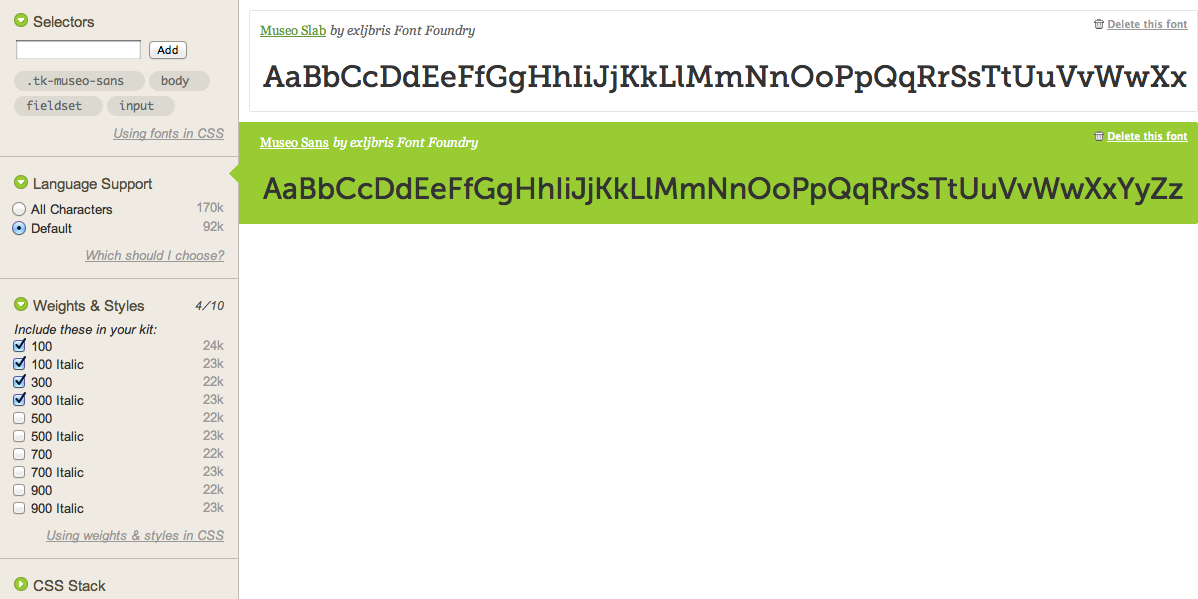 Selectors
Add
.tk-museo-sans body
fieldset input
Using fonts in CSS
Language Support
All Characters 170k
Default 92k
Which should I choose?
Weights & Styles 4/10
Include these in your kit:
100 24k
100 Italic 23k
300 22k
300 Italic 23k
500 22k
500 Italic 23k
700 22k
700 Italic 23k
900 22k
900 Italic 23k
Using weights & styles in CSS
CSS Stack
Museo Slab by exljbris Font Foundry Delete this font
AaBbCcDdEeFfGgHhIiJjKkLlMmNnOoPpQqRrSsTtUuVvWwXx
Museo Sans by exljbris Font Foundry Delete this font
AaBbCcDdEeFfGgHhIiJjKkLlMmNnOoPpQqRrSsTtUuVvWwXxYyZz